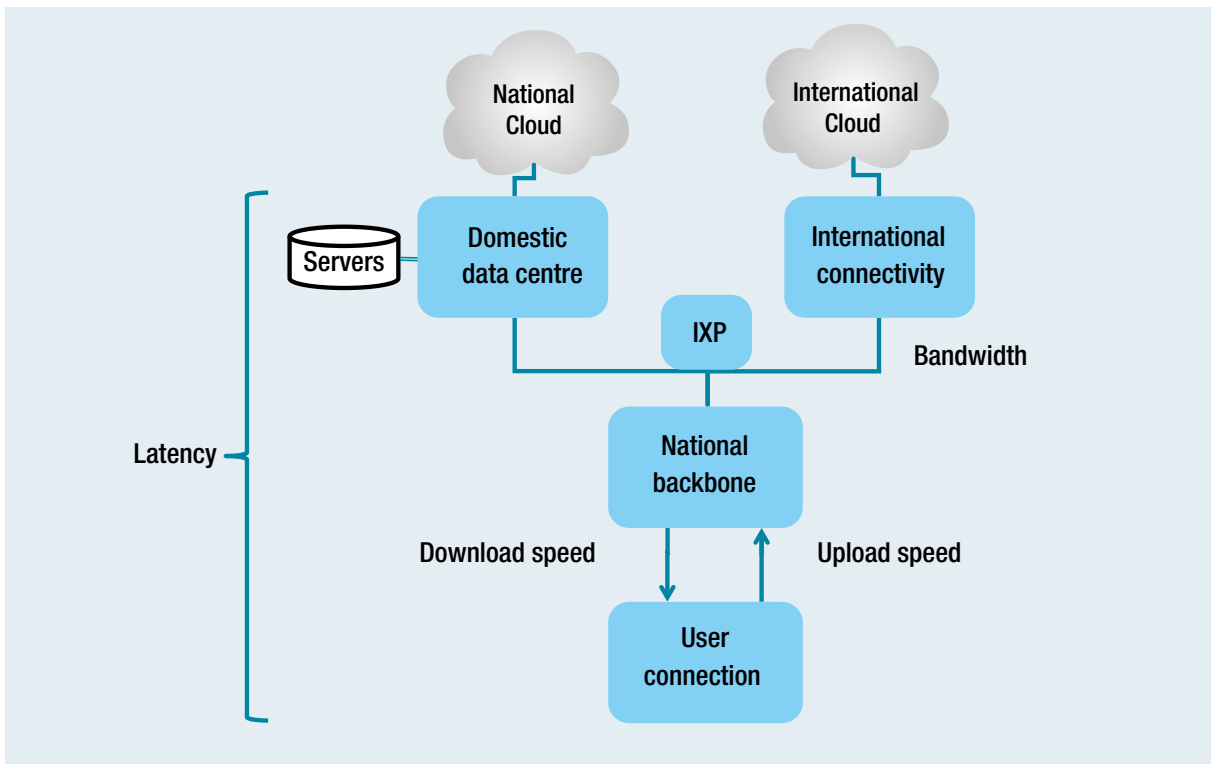 National
Cloud
International
Cloud
Servers
Domestic
data centre
International
connectivity
IXP
Bandwidth
Latency
National
backbone
Download speed
Upload speed
User
connection